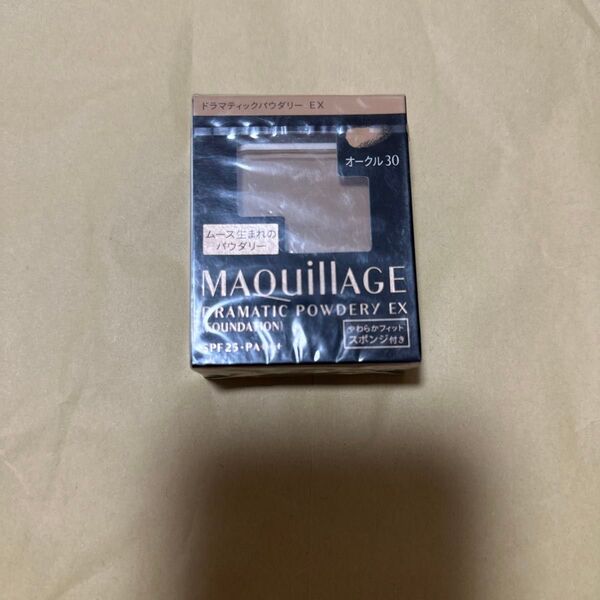 ドラマティックパウダリー EX
オークル30
ムース生まれの
パウダリー
MAQuillAGE
DRAMATIC POWDERY EX
(FOUNDATION)
SPF25・PA+++
やわらかフィット
スポンジ付き